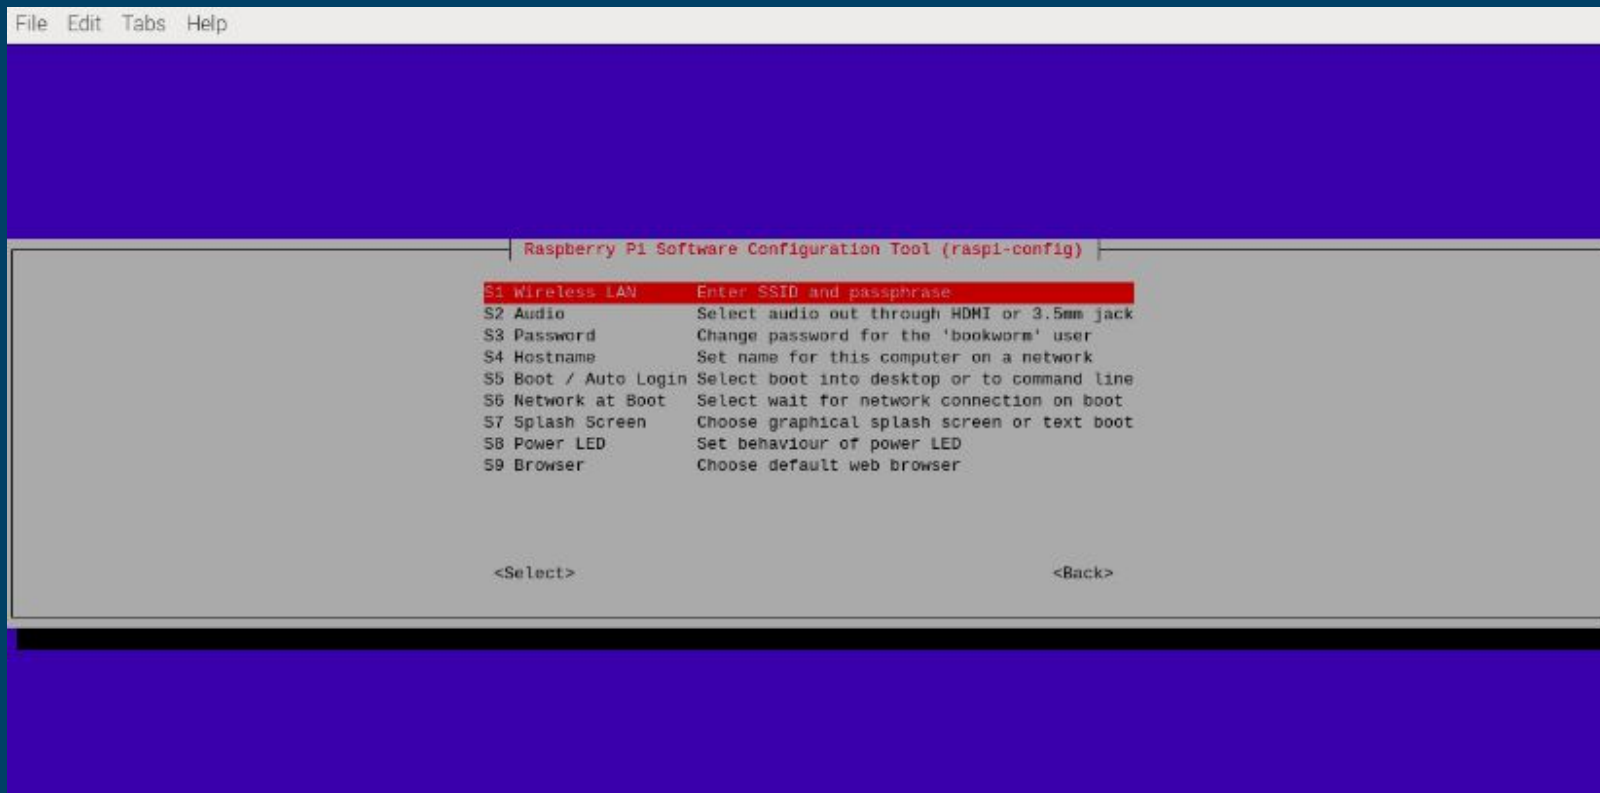 File Edit Tabs Help
Raspberry Pi Software Configuration Tool (raspi-config)
S1 Wireless LAN Enter SSID and passphrase
S2 Audio Select audio out through HDMI or 3.5mm jack
S3 Password Change password for the 'bookworm' user
S4 Hostname Set name for this computer on a network
S5 Boot / Auto Login Select boot into desktop or to command line
S6 Network at Boot Select wait for network connection on boot
S7 Splash Screen Choose graphical splash screen or text boot
S8 Power LED Set behaviour of power LED
S9 Browser Choose default web browser
<Select> <Back>